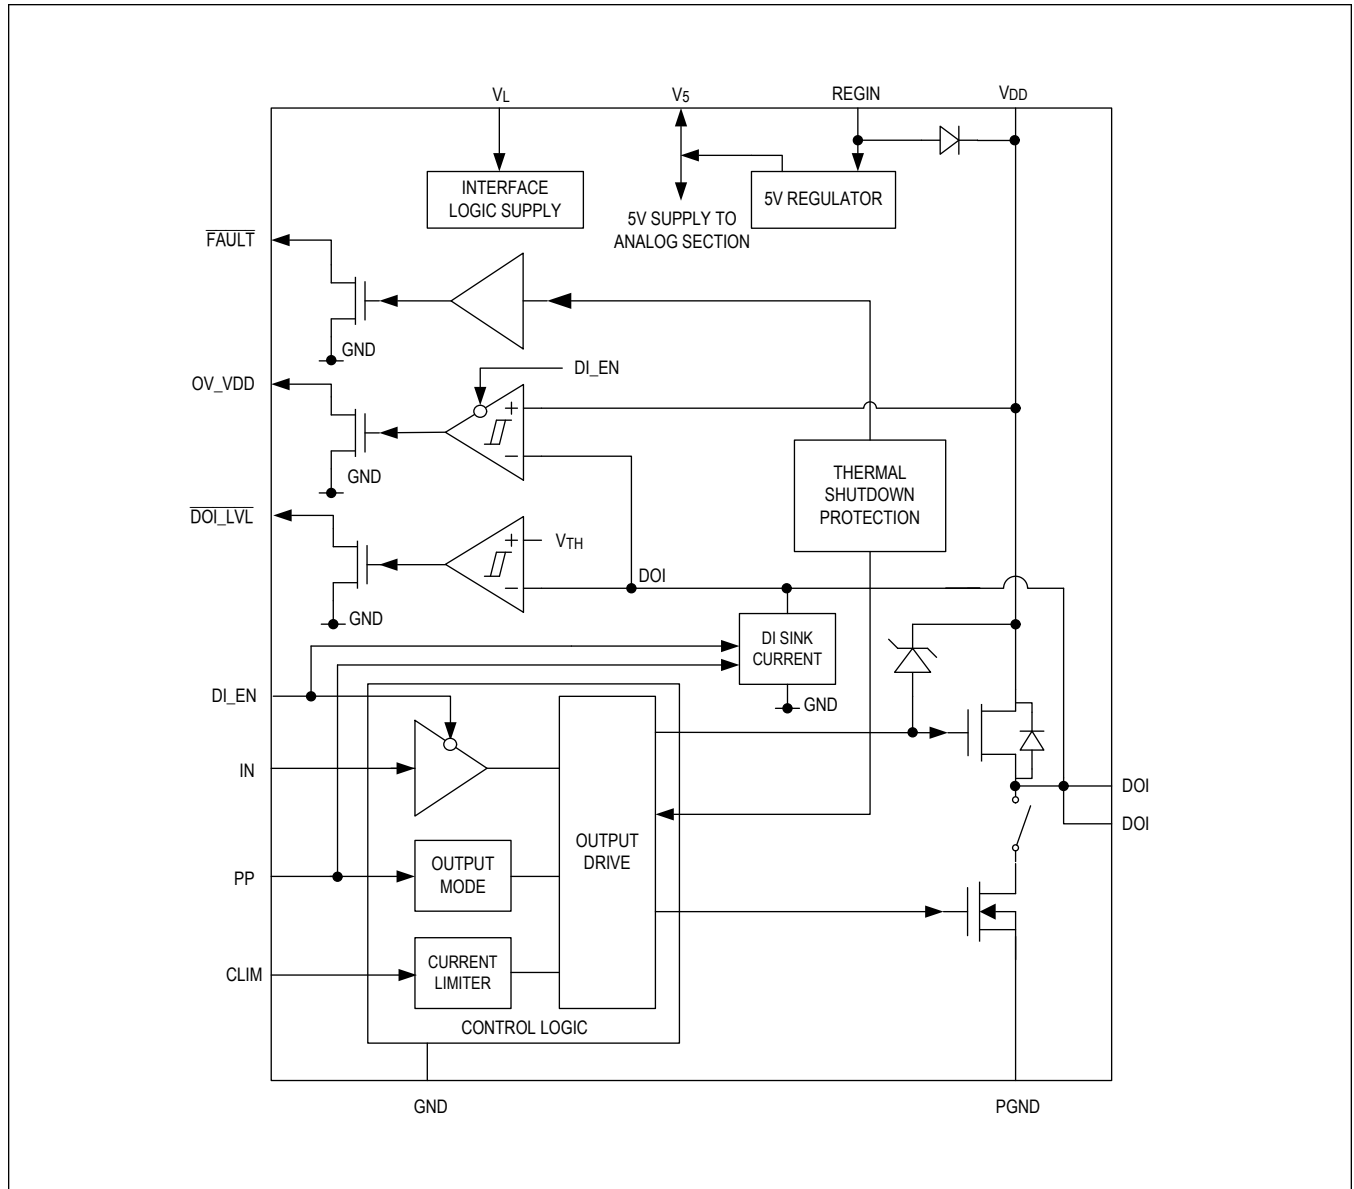 VL
V5
REGIN
VDD
INTERFACE
LOGIC SUPPLY
5V REGULATOR
5V SUPPLY TO
ANALOG SECTION
FAULT
GND
DI_EN
OV_VDD
+
−
GND
THERMAL
SHUTDOWN
PROTECTION
DOI_LVL
+
VTH
−
DOI
GND
DI SINK
CURRENT
GND
DI_EN
IN
DOI
DOI
OUTPUT
DRIVE
PP
OUTPUT
MODE
CLIM
CURRENT
LIMITER
CONTROL LOGIC
GND
PGND